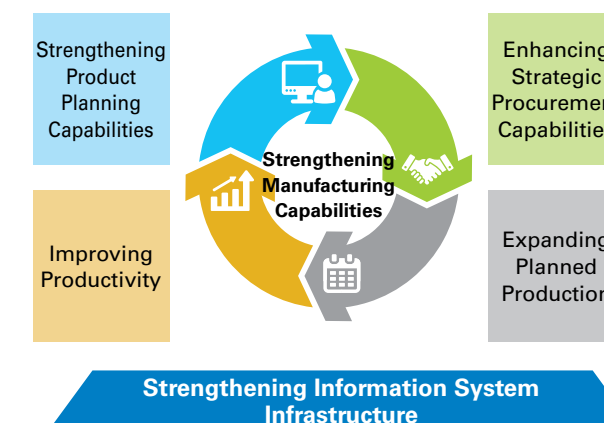 Strengthening
Product
Planning
Capabilities
Enhancing
Strategic
Procuremen
Capabilitie
Strengthening
Manufacturing
Capabilities
Improving
Productivity
Expanding
Planned
Production
Strengthening Information System
Infrastructure